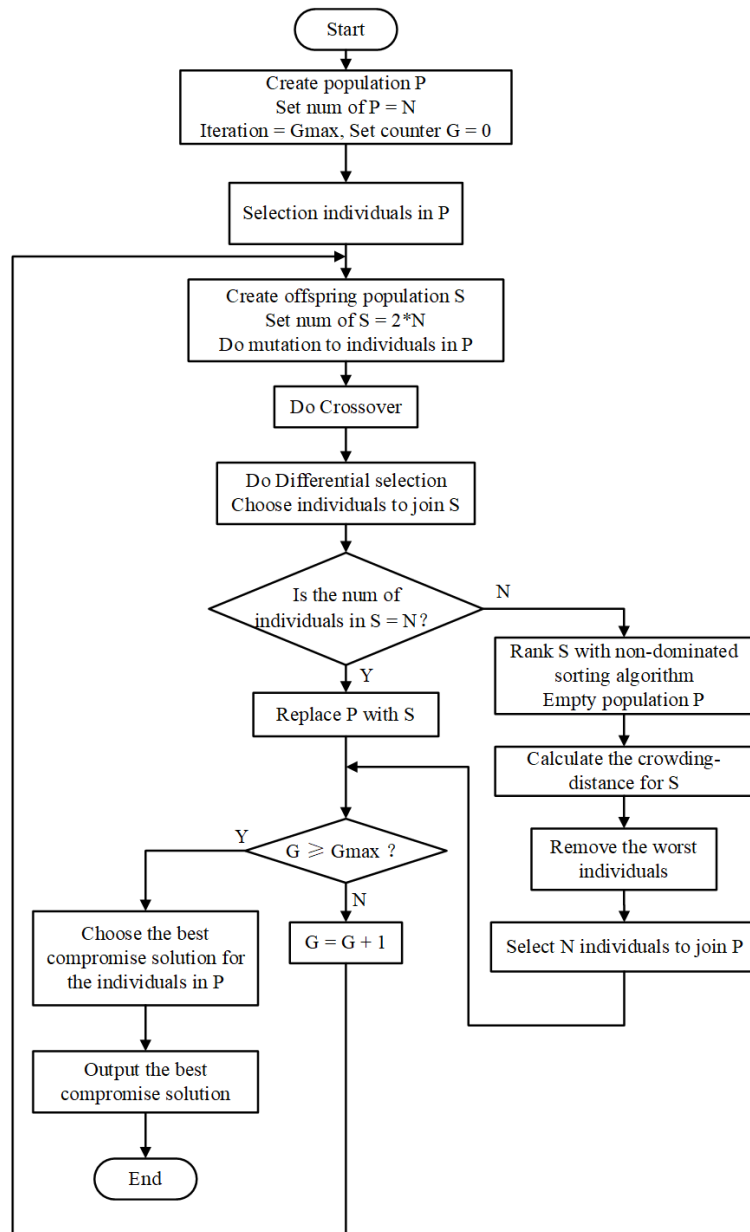 Start
Create population P
Set num of P = N
Iteration = Gmax, Set counter G = 0
Selection individuals in P
Create offspring population S
Set num of S = 2*N
Do mutation to individuals in P
Do Crossover
Do Differential selection
Choose individuals to join S
Is the num of
individuals in S = N?
N
Y
Rank S with non-dominated
sorting algorithm
Empty population P
Replace P with S
Calculate the crowding-
distance for S
Remove the worst
individuals
Select N individuals to join P
G ⩾ Gmax ?
Y
N
Choose the best
compromise solution for
the individuals in P
G = G + 1
Output the best
compromise solution
End